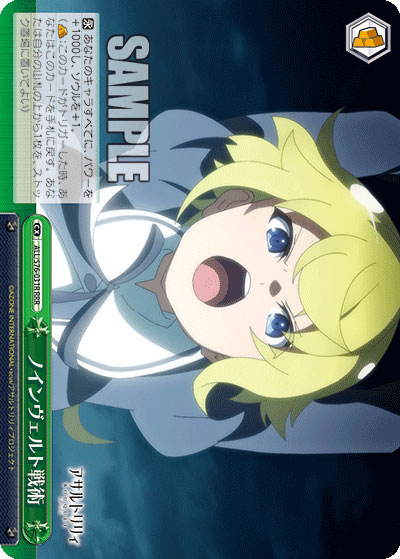 SAMPLE
【永】 あなたのキャラすべてに、パワーを
+1000し、ソウルを+1。
(：このカードがトリガーした時、あ
なたはこのカードを手札に戻す。あな
たは自分の山札の上から1枚を、ストッ
ク置場に置いてよい)
CX
ALL/S76-031R RRR
ノインヴェルト戦術
アサルトリリィ